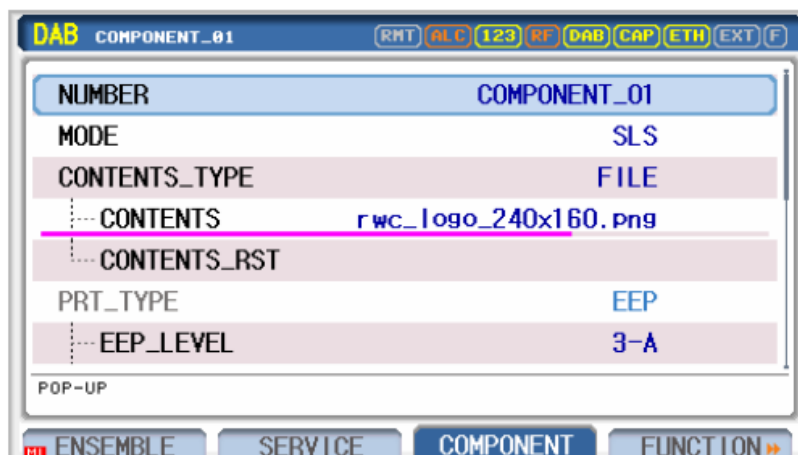 DAB COMPONENT_01 RMT ALC 123 RF DAB CAP ETH EXT F
NUMBER COMPONENT_01
MODE SLS
CONTENTS_TYPE FILE
CONTENTS rwc_logo_240x160.png
CONTENTS_RST
PRT_TYPE EEP
EEP_LEVEL 3-A
POP-UP
ENSEMBLE SERVICE COMPONENT FUNCTION